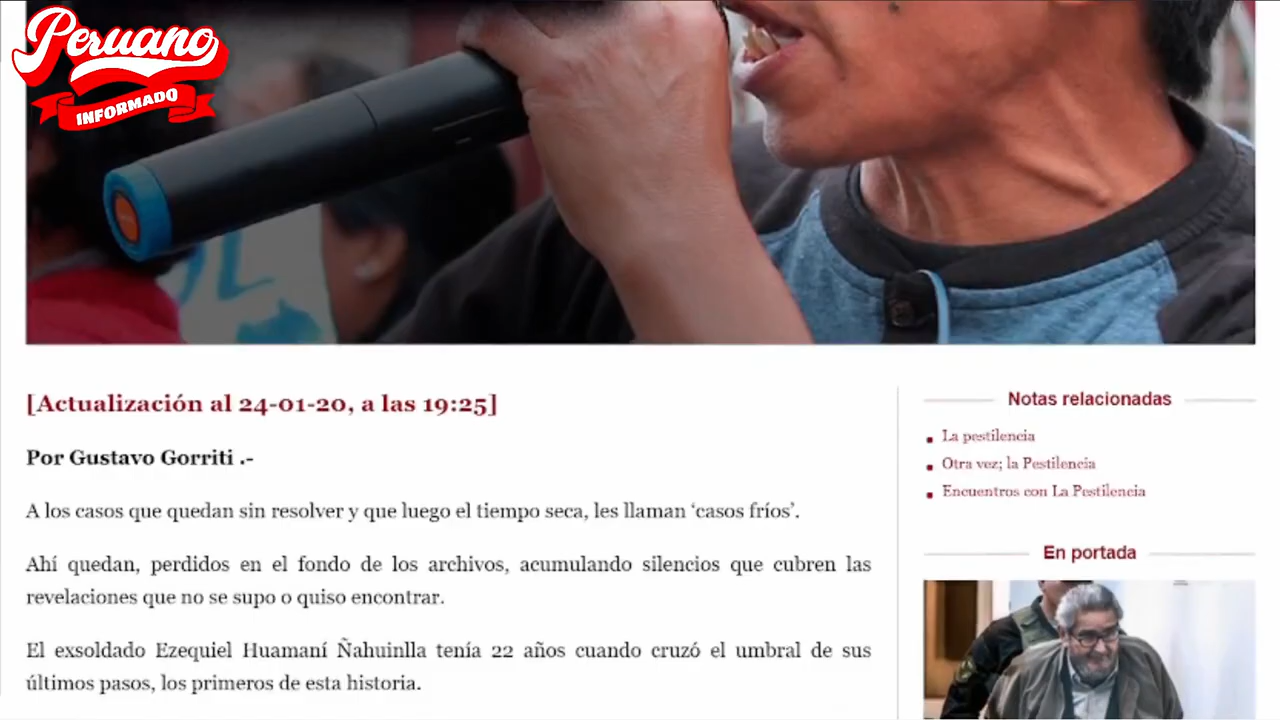 Peruano
INFORMADO
[Actualización al 24-01-20, a las 19:25]
Por Gustavo Gorriti .-
A los casos que quedan sin resolver y que luego el tiempo seca, les llaman ‘casos fríos’.
Ahí quedan, perdidos en el fondo de los archivos, acumulando silencios que cubren las
revelaciones que no se supo o quiso encontrar.
El exsoldado Ezequiel Huamaní Ñahuinlla tenía 22 años cuando cruzó el umbral de sus
últimos pasos, los primeros de esta historia.
Notas relacionadas
La pestilencia
Otra vez; la Pestilencia
Encuentros con La Pestilencia
En portada